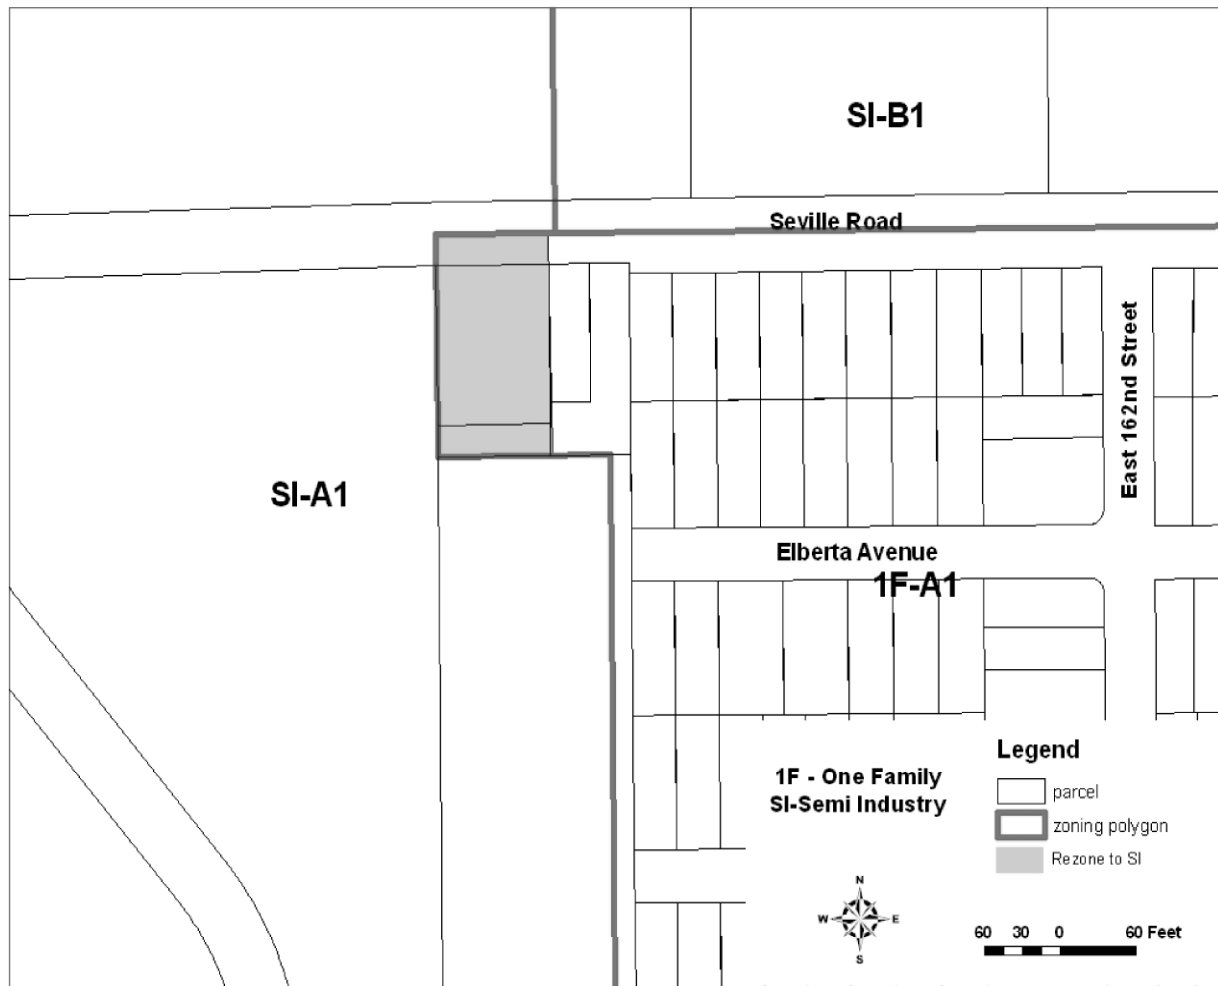 SI-B1
Seville Road
East 162nd Street
SI-A1
Elberta Avenue
1F-A1
Legend
1F - One Family
SI-Semi Industry
parcel
zoning polygon
Rezone to SI
N
W E
S
60 30 0 60 Feet